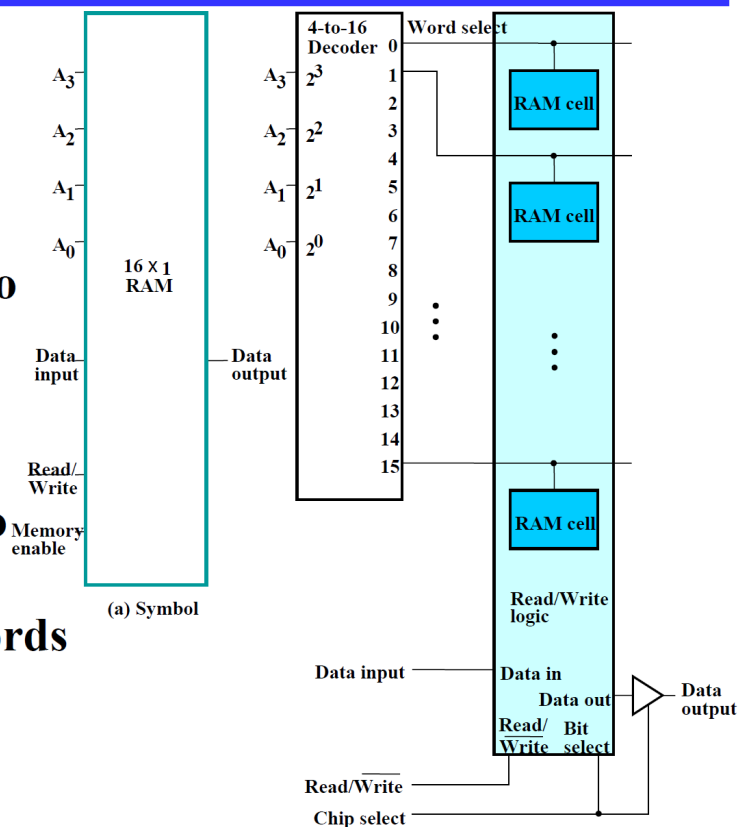 A3
A2
A1
A0
16 x 1
RAM
Data
input
Data
output
Read/
Write
Memory
enable
(a) Symbol
o
rds
4-to-16
Decoder
A3 2^3
A2 2^2
A1 2^1
A0 2^0
0
1
2
3
4
5
6
7
8
9
10
11
12
13
14
15
Word select
RAM cell
RAM cell
RAM cell
Read/Write
logic
Data input
Data in
Data out
Data
output
Read/
Write
Bit
select
Read/Write
Chip select